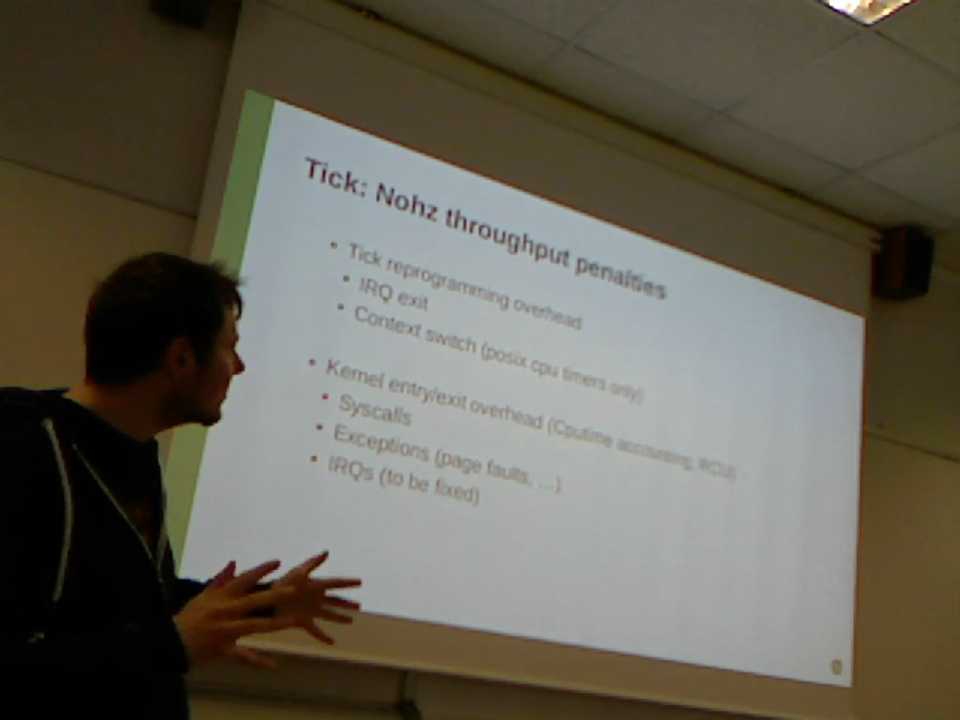 Tick: Nohz throughput penalties
• Tick reprogramming overhead
• IRQ exit
• Context switch (posix cpu timers only)
• Kernel entry/exit overhead (Cputime accounting, RCU)
• Syscalls
• Exceptions (page faults, ...)
• IRQs (to be fixed)